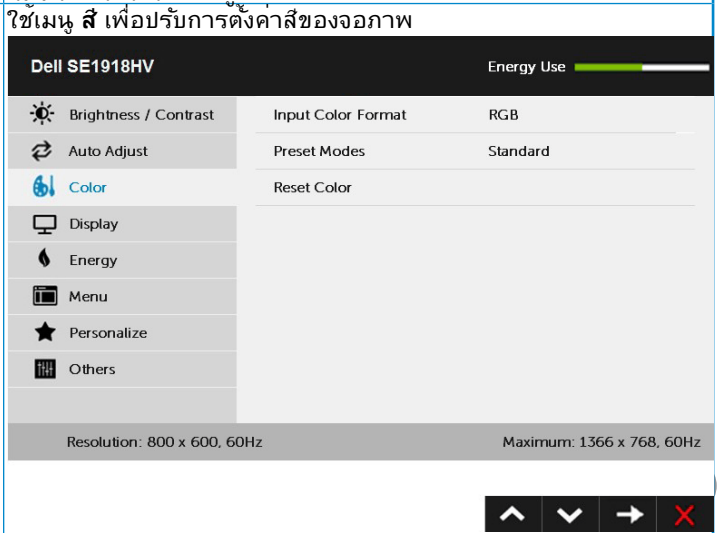 ใช้เมนู สี เพื่อปรับการตั้งค่าสีของจอภาพ
Dell SE1918HV Energy Use
Brightness / Contrast Input Color Format RGB
Auto Adjust Preset Modes Standard
Color Reset Color
Display
Energy
Menu
Personalize
Others
Resolution: 800 x 600, 60Hz Maximum: 1366 x 768, 60Hz